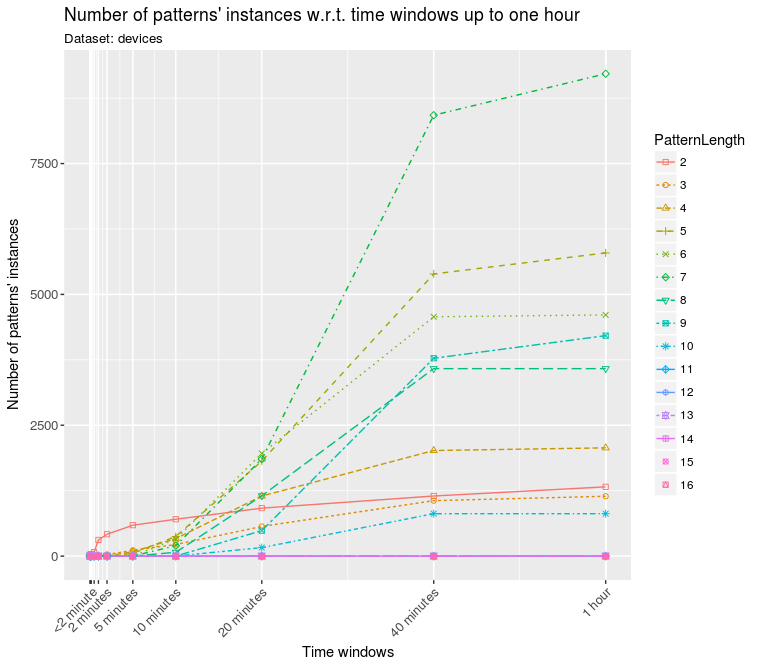 Number of patterns' instances w.r.t. time windows up to one hour
Dataset: devices
Number of patterns' instances
7500
5000
2500
0
<2 minute
2 minutes
5 minutes
10 minutes
20 minutes
40 minutes
1 hour
Time windows
PatternLength
2
3
4
5
6
7
8
9
10
11
12
13
14
15
16